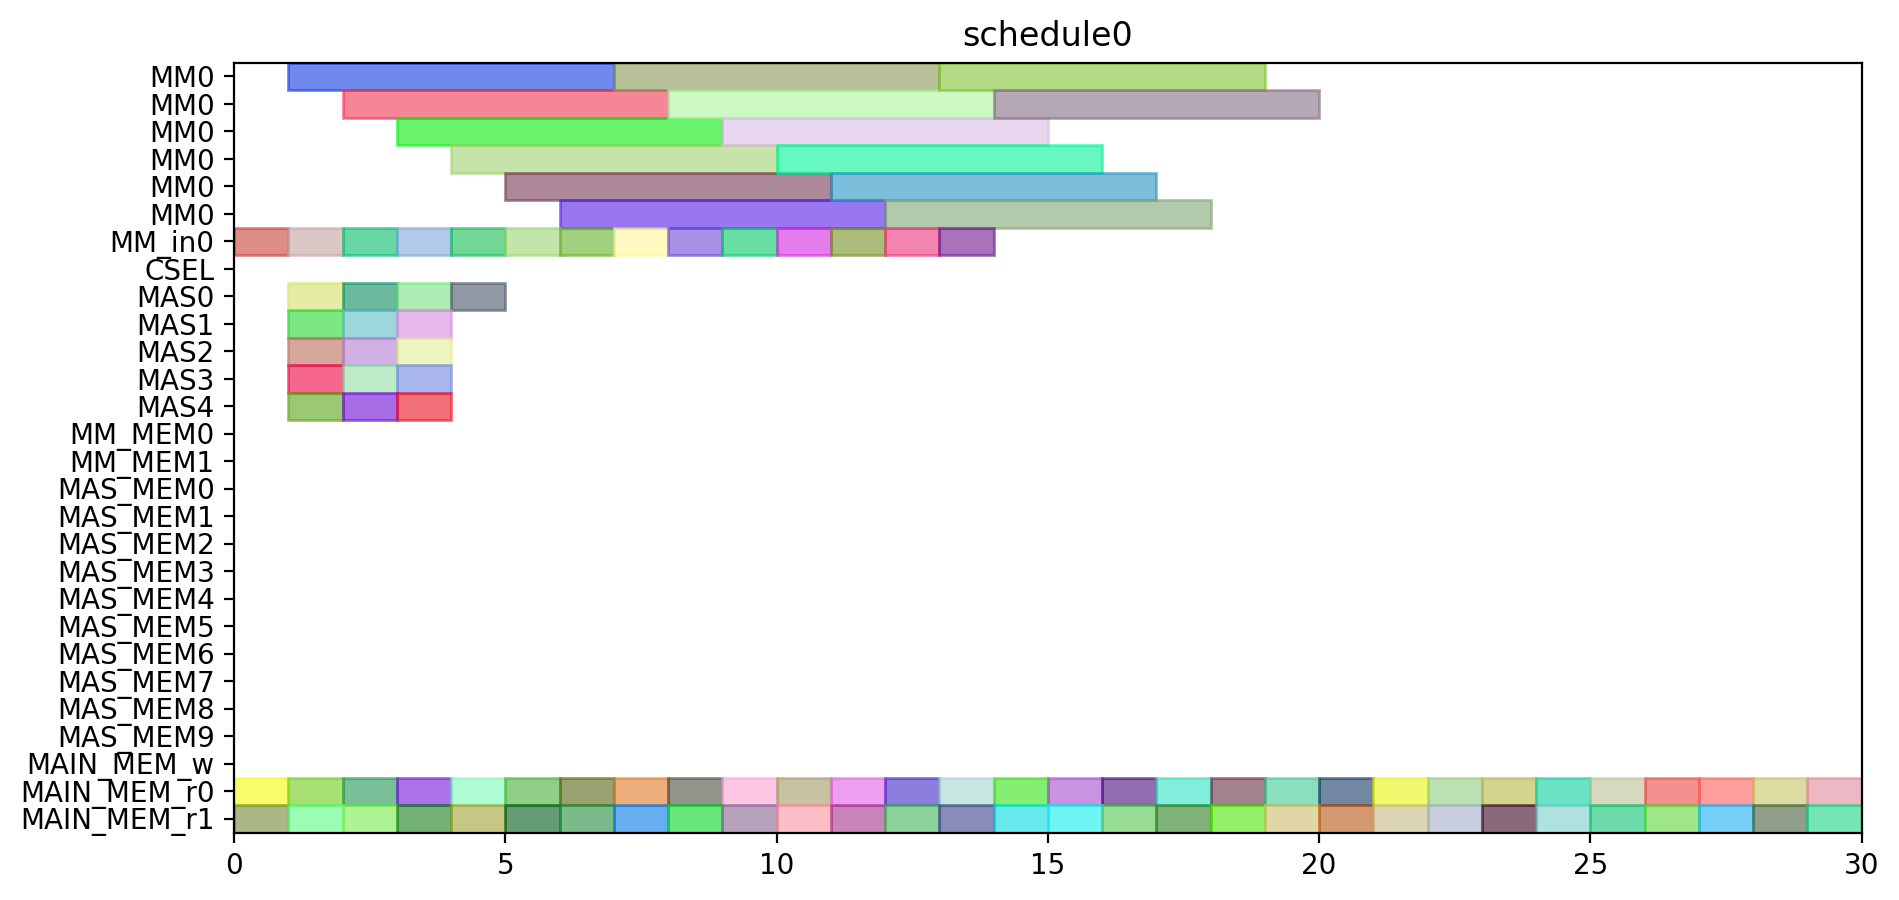 schedule0
MM0
MM0
MM0
MM0
MM0
MM0
MM_in0
CSEL
MAS0
MAS1
MAS2
MAS3
MAS4
MM_MEM0
MM_MEM1
MAS_MEM0
MAS_MEM1
MAS_MEM2
MAS_MEM3
MAS_MEM4
MAS_MEM5
MAS_MEM6
MAS_MEM7
MAS_MEM8
MAS_MEM9
MAIN_MEM_w
MAIN_MEM_r0
MAIN_MEM_r1
0 5 10 15 20 25 30